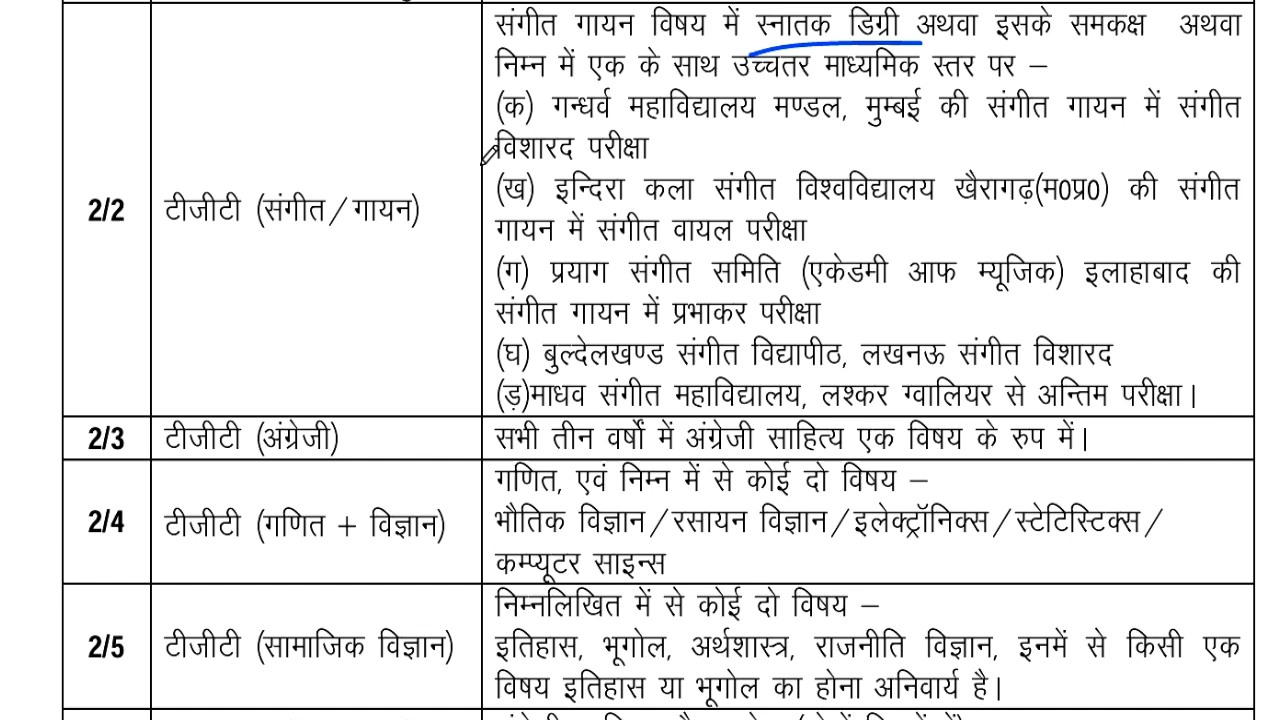 संगीत गायन विषय में स्नातक डिग्री अथवा इसके समकक्ष अथवा
निम्न में एक के साथ उच्चतर माध्यमिक स्तर पर –
(क) गन्धर्व महाविद्यालय मण्डल, मुम्बई की संगीत गायन में संगीत
विशारद परीक्षा
2/2 टीजीटी (संगीत/गायन) (ख) इन्दिरा कला संगीत विश्वविद्यालय खैरागढ़(म0प्र0) की संगीत
गायन में संगीत वायल परीक्षा
(ग) प्रयाग संगीत समिति (एकेडमी आफ म्यूजिक) इलाहाबाद की
संगीत गायन में प्रभाकर परीक्षा
(घ) बुल्देलखण्ड संगीत विद्यापीठ, लखनऊ संगीत विशारद
(ड़)माधव संगीत महाविद्यालय, लश्कर ग्वालियर से अन्तिम परीक्षा।
2/3 टीजीटी (अंग्रेजी) सभी तीन वर्षों में अंग्रेजी साहित्य एक विषय के रुप में।
गणित, एवं निम्न में से कोई दो विषय –
2/4 टीजीटी (गणित + विज्ञान) भौतिक विज्ञान/रसायन विज्ञान/इलेक्ट्रॉनिक्स/स्टेटिस्टिक्स/
कम्प्यूटर साइन्स
निम्नलिखित में से कोई दो विषय –
2/5 टीजीटी (सामाजिक विज्ञान) इतिहास, भूगोल, अर्थशास्त्र, राजनीति विज्ञान, इनमें से किसी एक
विषय इतिहास या भूगोल का होना अनिवार्य है।